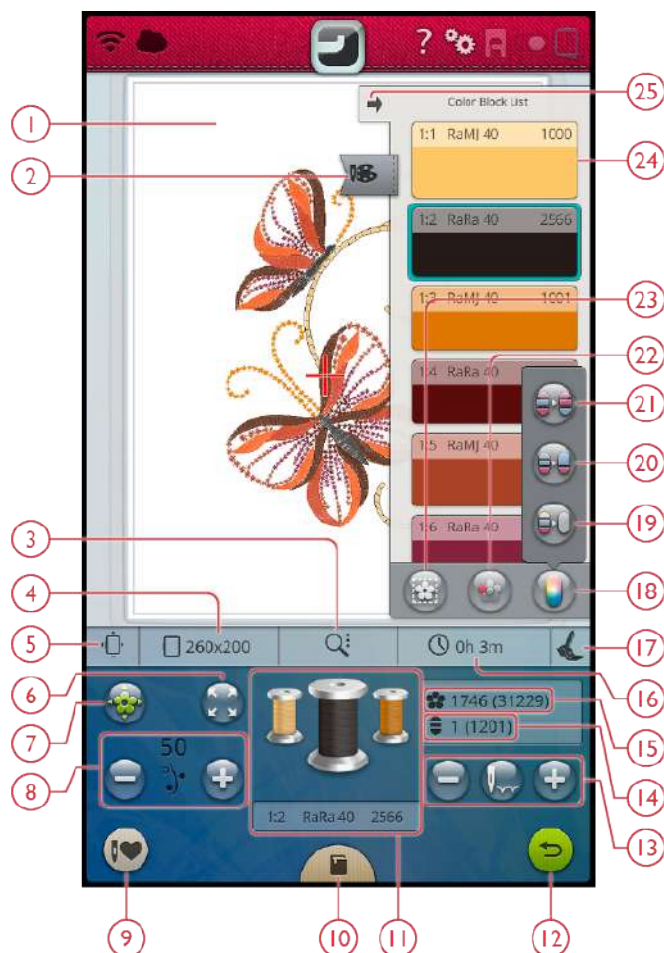 ?
25
Color Block List
1
1:1 RaMJ 40 1000
24
2
1:2 RaRa 40 2566
1:3 RaMJ 40 1001
23
22
1:4 RaRa 40
21
1:5 RaMJ 40
20
1:6 RaRa 40
19
3
4
18
5
260x200
0h 3m
17
6
16
1746 (31229)
7
1 (1201)
15
50
8
14
1:2 RaRa 40 2566
13
9
10
11
12